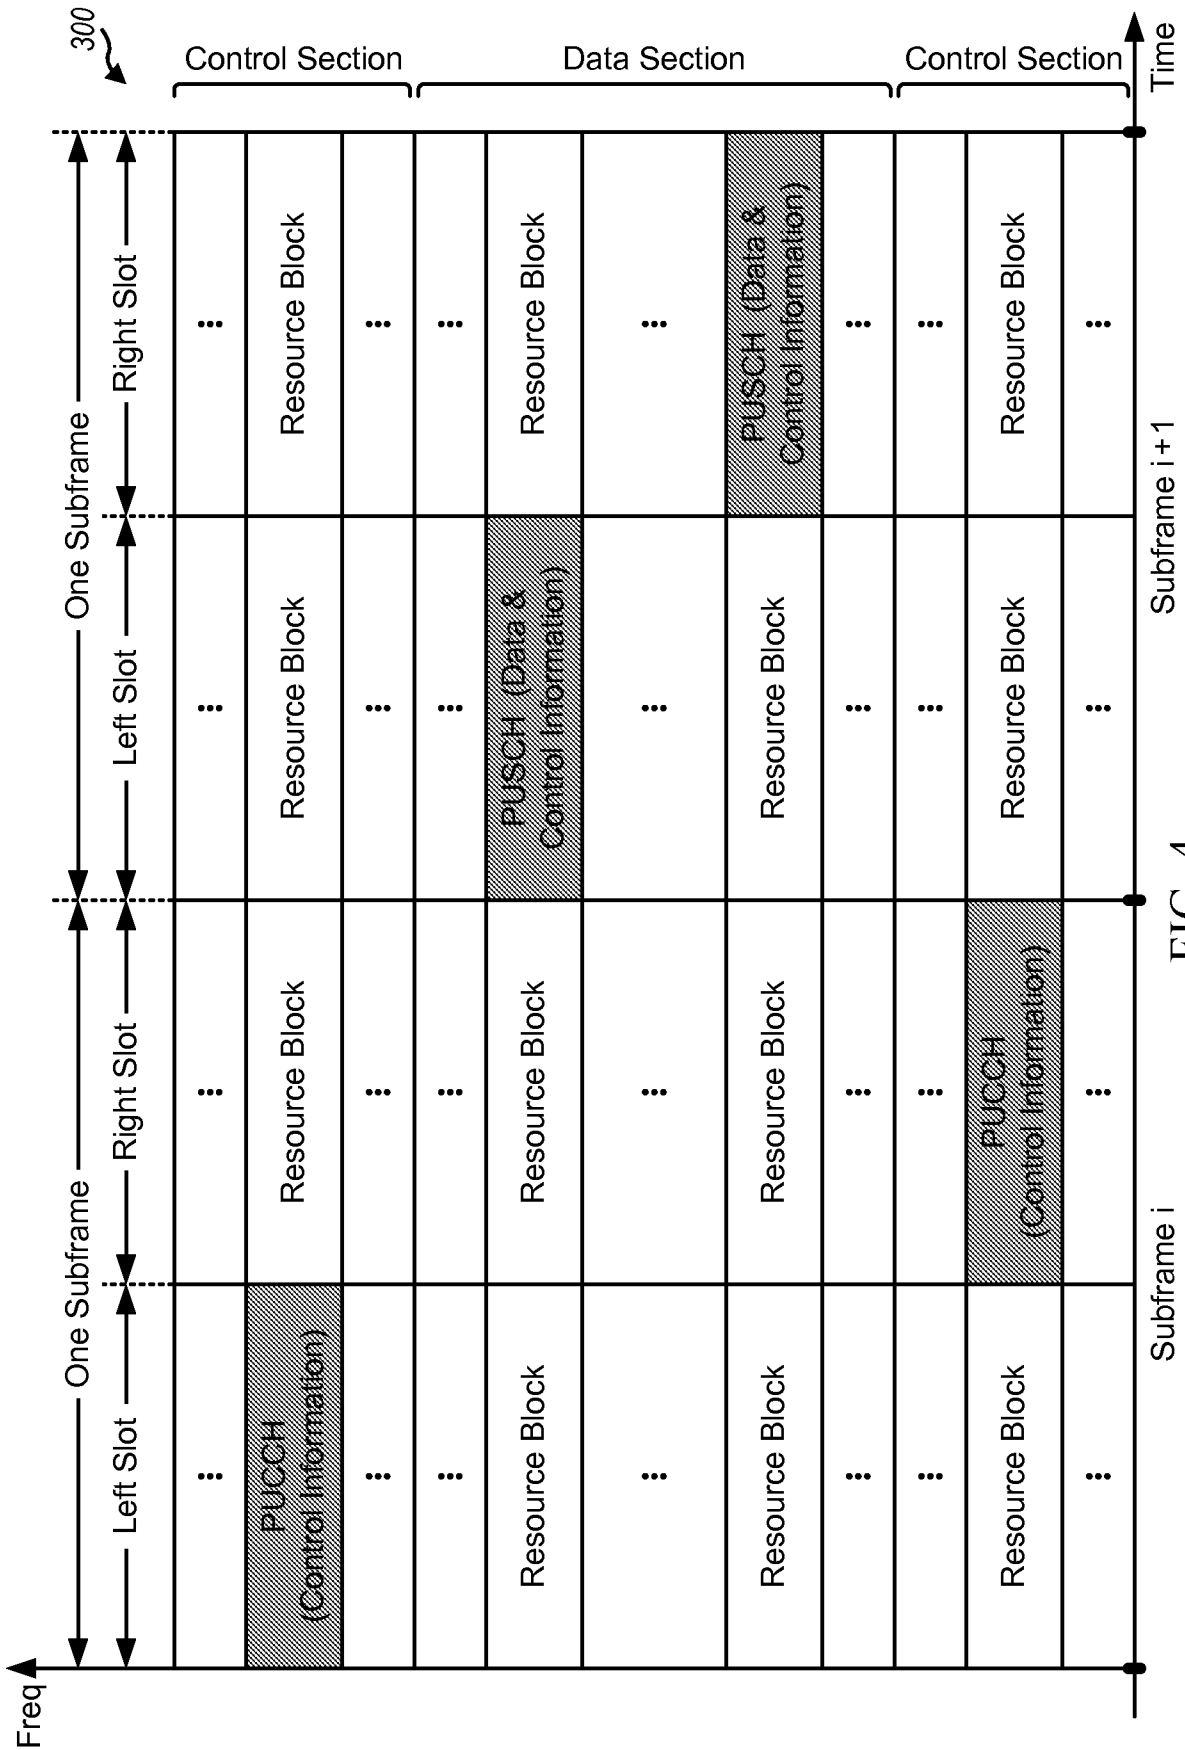 300
One Subframe
One Subframe
Left Slot
Right Slot
Left Slot
Right Slot
Freq
...
...
...
...
Control Section
PUCCH
(Control Information)
Resource Block
Resource Block
Resource Block
...
...
...
...
...
...
...
...
Data Section
Resource Block
Resource Block
PUSCH (Data &
Control Information)
Resource Block
...
...
...
...
Resource Block
Resource Block
Resource Block
PUSCH (Data &
Control Information)
...
...
...
...
...
...
...
...
Control Section
Resource Block
PUCCH
(Control Information)
Resource Block
Resource Block
...
...
...
...
Time
Subframe i
Subframe i+1
FIG. 4